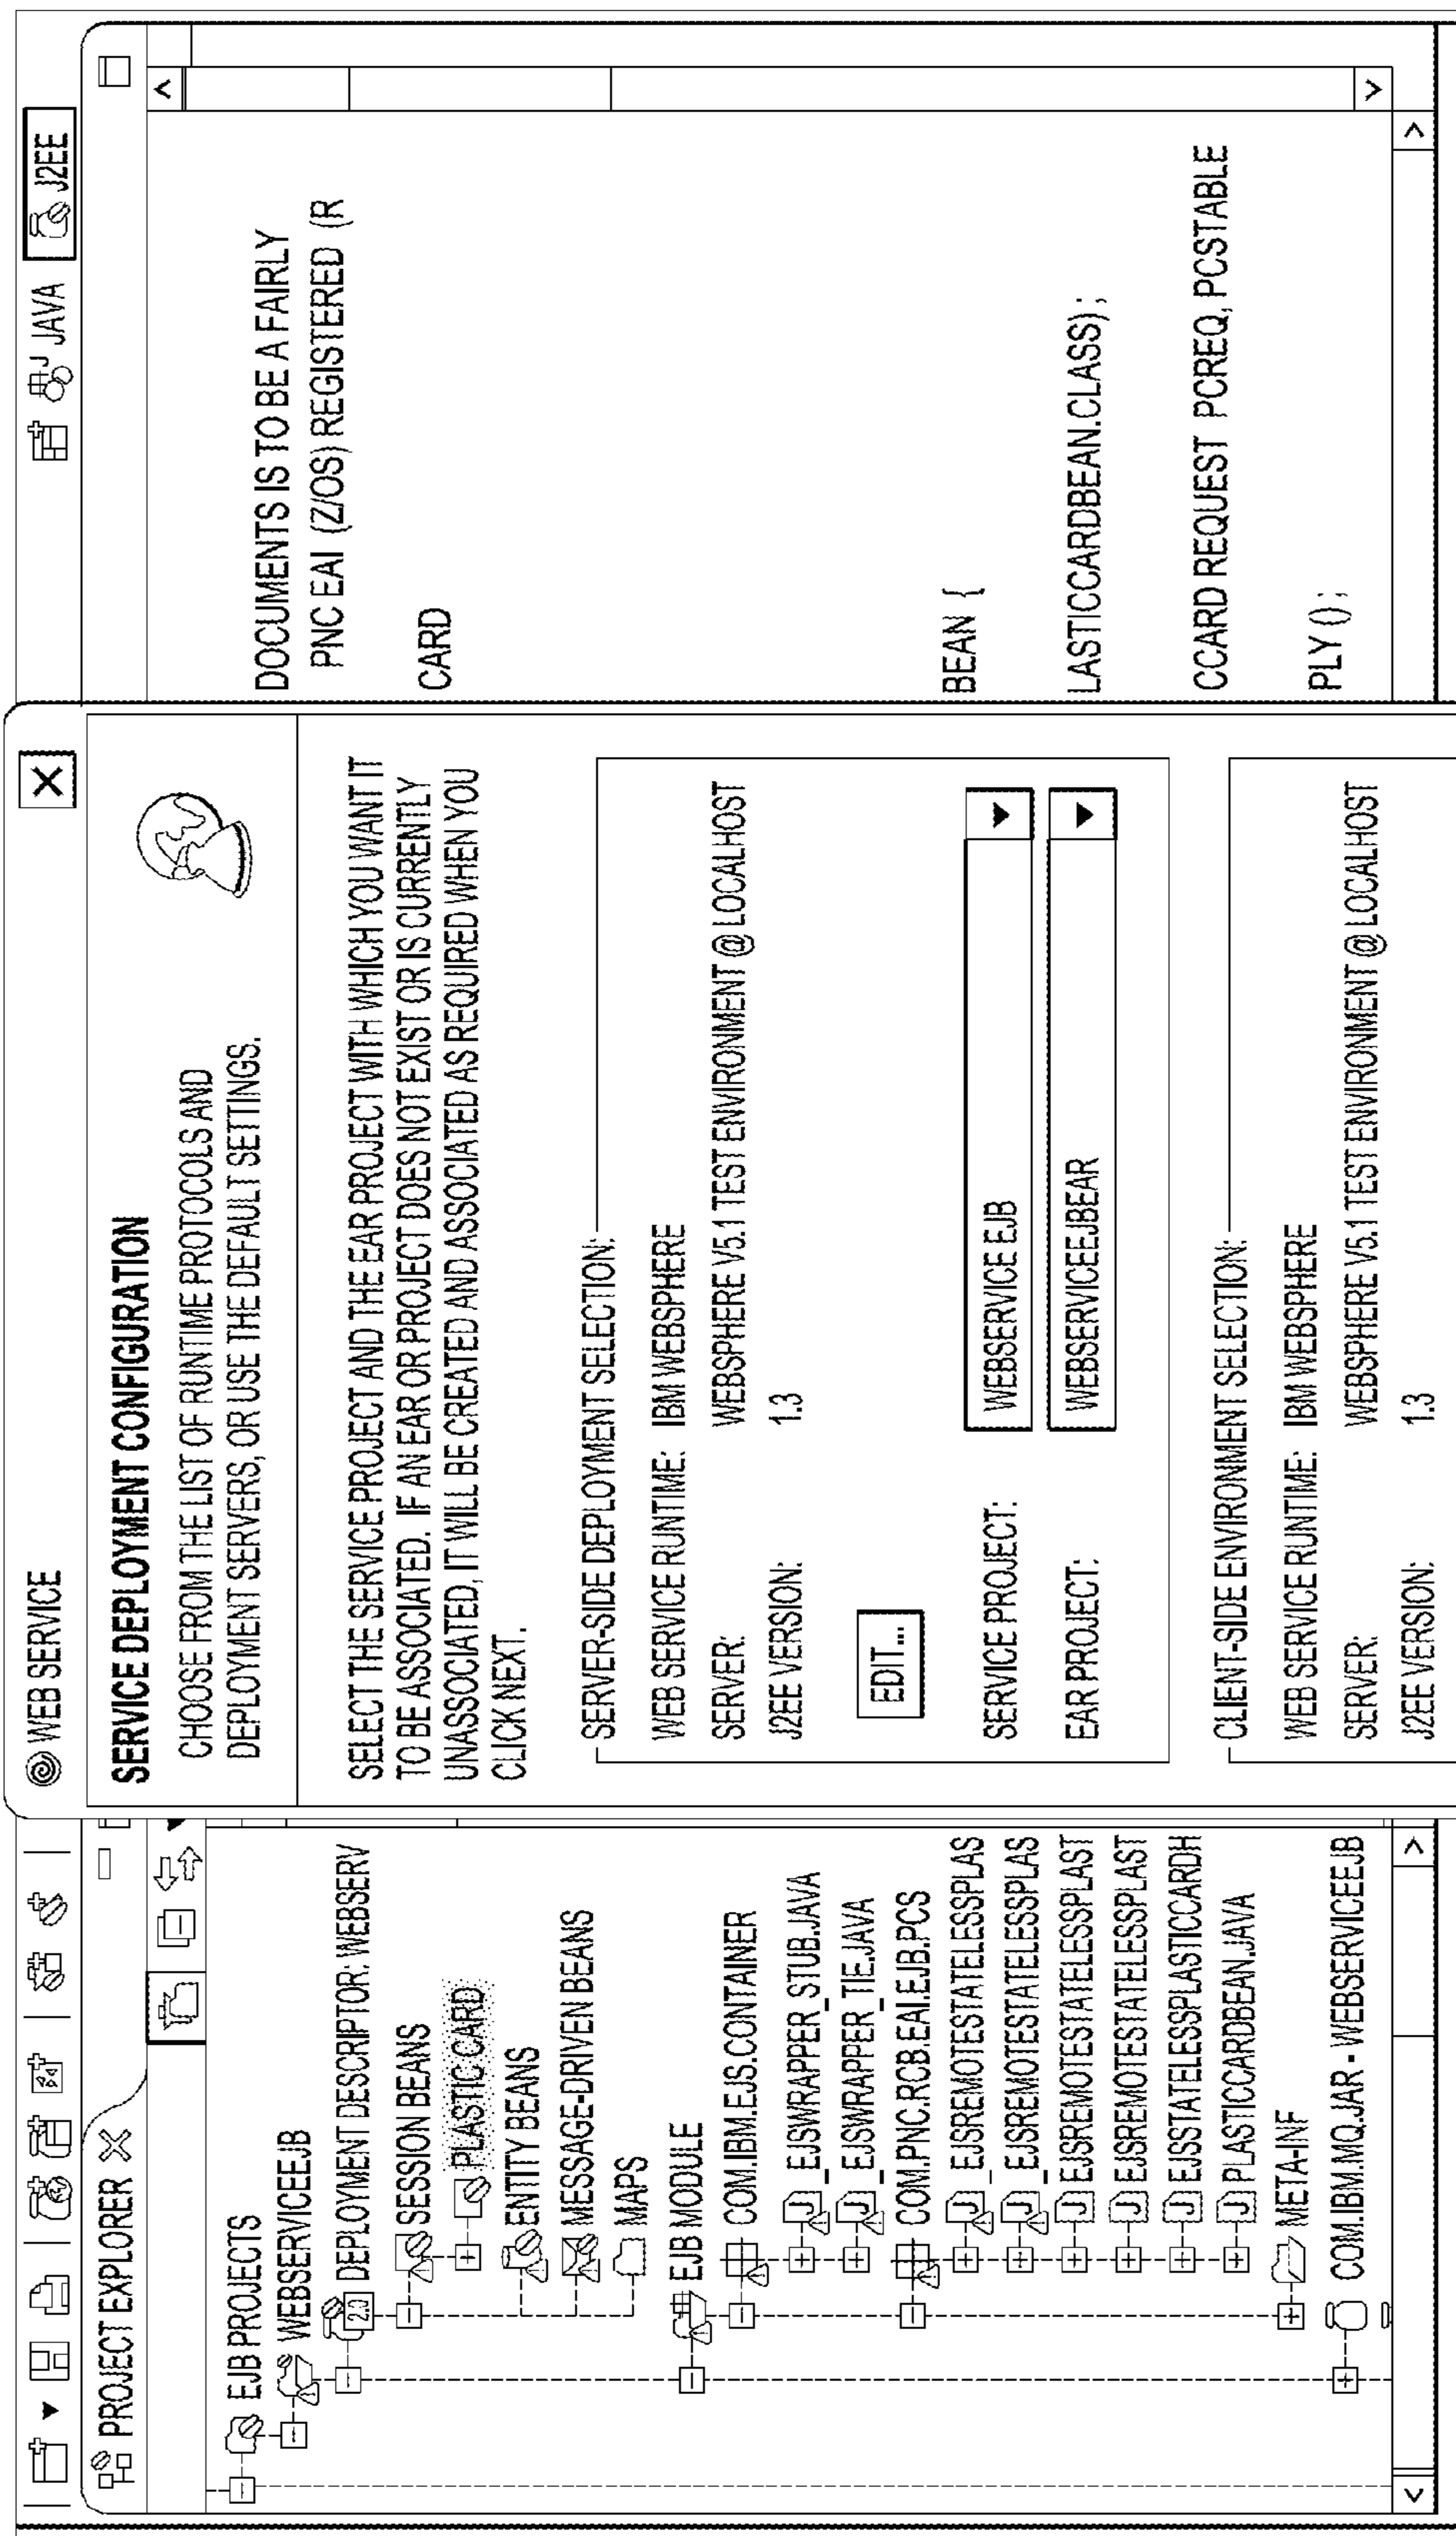 PROJECT EXPLORER
EJB PROJECTS
WEBSERVICEEJB
DEPLOYMENT DESCRIPTOR: WEBSERV
2.0
SESSION BEANS
PLASTIC CARD
ENTITY BEANS
MESSAGE-DRIVEN BEANS
MAPS
EJB MODULE
COM.IBM.EJS.CONTAINER
J _EJSWRAPPER_STUB.JAVA
J _EJSWRAPPER_TIE.JAVA
COM.PNC.RCB.EAI.EJB.PCS
J _EJSREMOTESTATELESSPLAS
J _EJSREMOTESTATELESSPLAS
J EJSREMOTESTATELESSPLAST
J EJSREMOTESTATELESSPLAST
J EJSSTATELESSPLASTICCARDH
J PLASTICCARDBEAN.JAVA
META-INF
COM.IBM.MQ.JAR - WEBSERVICEEJB
WEB SERVICE
X
SERVICE DEPLOYMENT CONFIGURATION
CHOOSE FROM THE LIST OF RUNTIME PROTOCOLS AND
DEPLOYMENT SERVERS, OR USE THE DEFAULT SETTINGS.
SELECT THE SERVICE PROJECT AND THE EAR PROJECT WITH WHICH YOU WANT IT
TO BE ASSOCIATED. IF AN EAR OR PROJECT DOES NOT EXIST OR IS CURRENTLY
UNASSOCIATED, IT WILL BE CREATED AND ASSOCIATED AS REQUIRED WHEN YOU
CLICK NEXT.
SERVER-SIDE DEPLOYMENT SELECTION:
WEB SERVICE RUNTIME: IBM WEBSPHERE
SERVER: WEBSPHERE V5.1 TEST ENVIRONMENT @ LOCALHOST
J2EE VERSION: 1.3
EDIT...
SERVICE PROJECT: WEBSERVICE EJB
EAR PROJECT: WEBSERVICEEJBEAR
CLIENT-SIDE ENVIRONMENT SELECTION:
WEB SERVICE RUNTIME: IBM WEBSPHERE
SERVER: WEBSPHERE V5.1 TEST ENVIRONMENT @ LOCALHOST
J2EE VERSION: 1.3
J JAVA J2EE
DOCUMENTS IS TO BE A FAIRLY
PNC EAI (Z/OS) REGISTERED (R
CARD
BEAN {
LASTICCARDBEAN.CLASS) ;
CCARD REQUEST PCREQ, PCSTABLE
PLY () ;